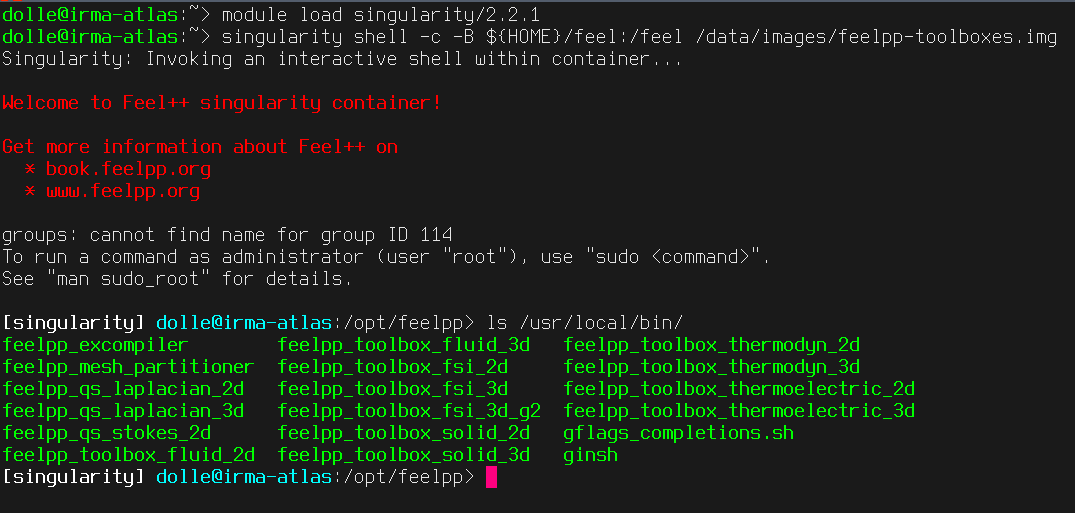 dolle@irma-atlas:~> module load singularity/2.2.1
dolle@irma-atlas:~> singularity shell -c -B ${HOME}/feel:/feel /data/images/feelpp-toolboxes.img
Singularity: Invoking an interactive shell within container...
Welcome to Feel++ singularity container!
Get more information about Feel++ on
* book.feelpp.org
* www.feelpp.org
groups: cannot find name for group ID 114
To run a command as administrator (user "root"), use "sudo <command>".
See "man sudo_root" for details.
[singularity] dolle@irma-atlas:/opt/feelpp> ls /usr/local/bin/
feelpp_excompiler feelpp_toolbox_fluid_3d feelpp_toolbox_thermodyn_2d
feelpp_mesh_partitioner feelpp_toolbox_fsi_2d feelpp_toolbox_thermodyn_3d
feelpp_qs_laplacian_2d feelpp_toolbox_fsi_3d feelpp_toolbox_thermoelectric_2d
feelpp_qs_laplacian_3d feelpp_toolbox_fsi_3d_g2 feelpp_toolbox_thermoelectric_3d
feelpp_qs_stokes_2d feelpp_toolbox_solid_2d gflags_completions.sh
feelpp_toolbox_fluid_2d feelpp_toolbox_solid_3d ginsh
[singularity] dolle@irma-atlas:/opt/feelpp>